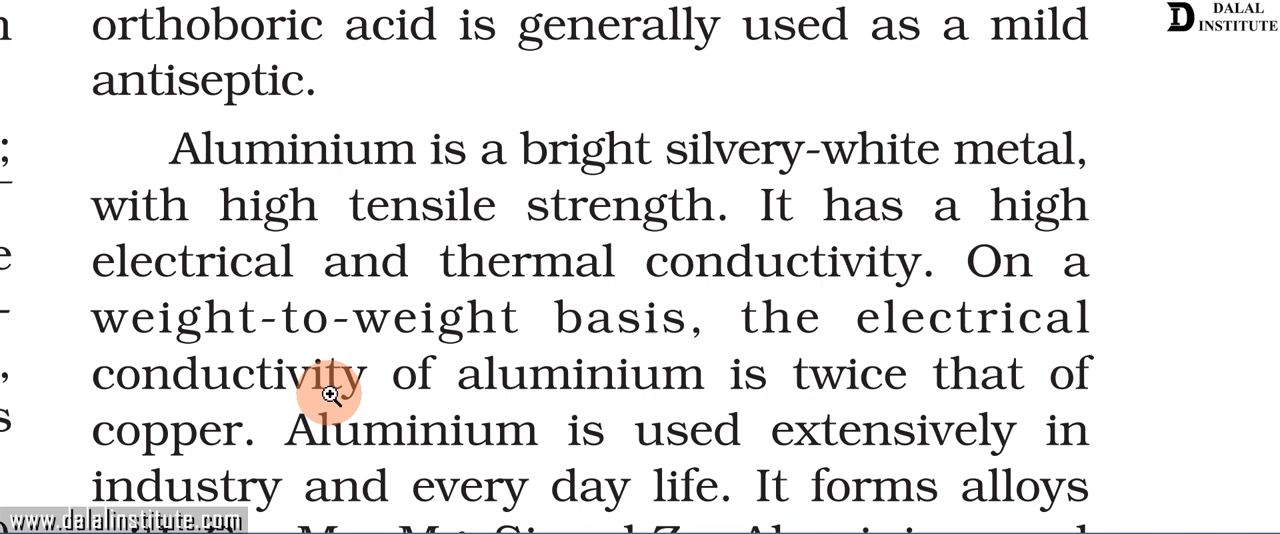 orthoboric acid is generally used as a mild
antiseptic.
Aluminium is a bright silvery-white metal,
with high tensile strength. It has a high
electrical and thermal conductivity. On a
weight-to-weight basis, the electrical
conductivity of aluminium is twice that of
copper. Aluminium is used extensively in
industry and every day life. It forms alloys
DALAL
INSTITUTE
www.dalalinstitute.com